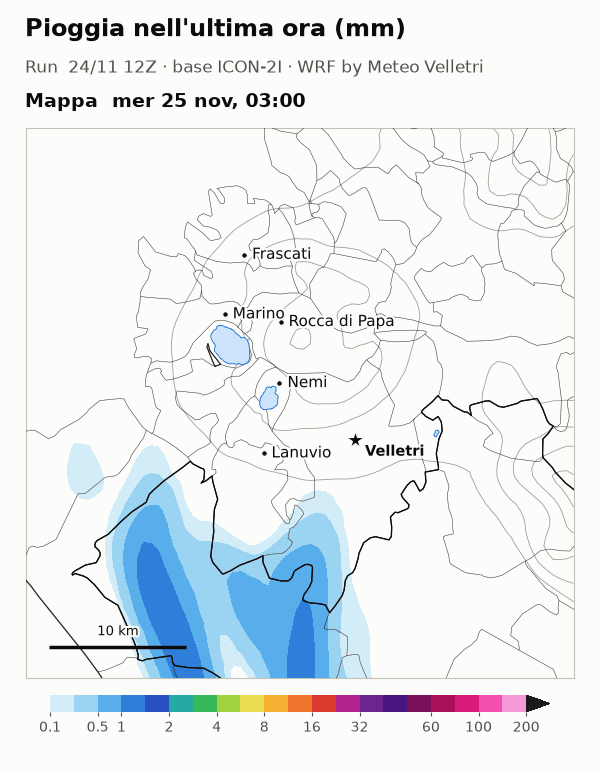 Pioggia nell'ultima ora (mm)
Run  24/11 12Z · base ICON-2I · WRF by Meteo Velletri
Mappa  mer 25 nov, 03:00
Frascati
Marino
Rocca di Papa
Nemi
Velletri
Lanuvio
10 km
0.1 0.5 1 2 4 8 16 32 60 100 200